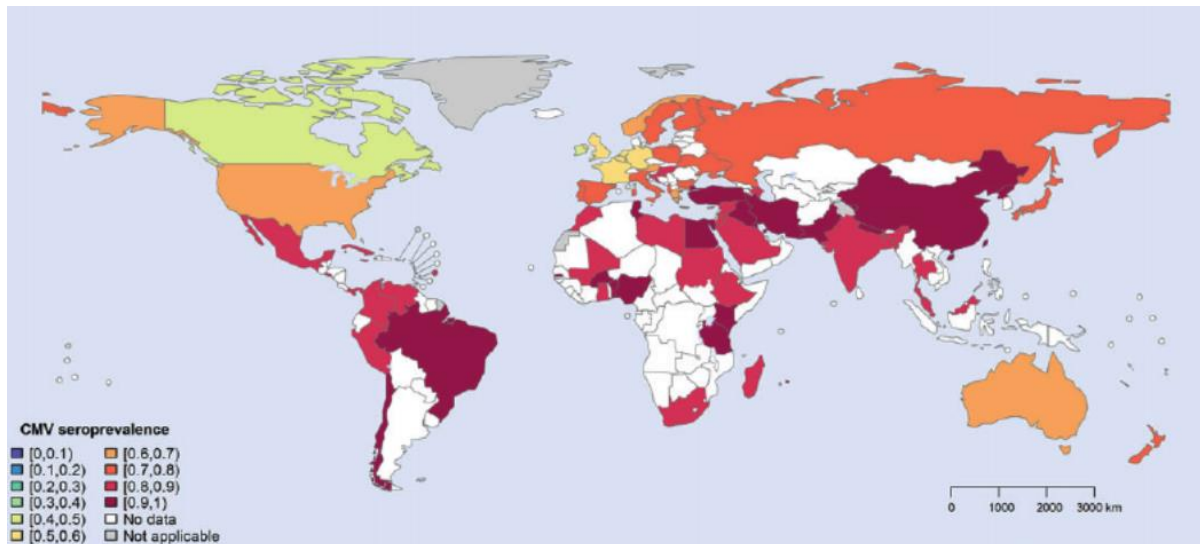 CMV seroprevalence
[0,0.1)
[0.1,0.2)
[0.2,0.3)
[0.3,0.4)
[0.4,0.5)
[0.5,0.6)
[0.6,0.7)
[0.7,0.8)
[0.8,0.9)
[0.9,1)
No data
Not applicable
0 1000 2000 3000 km